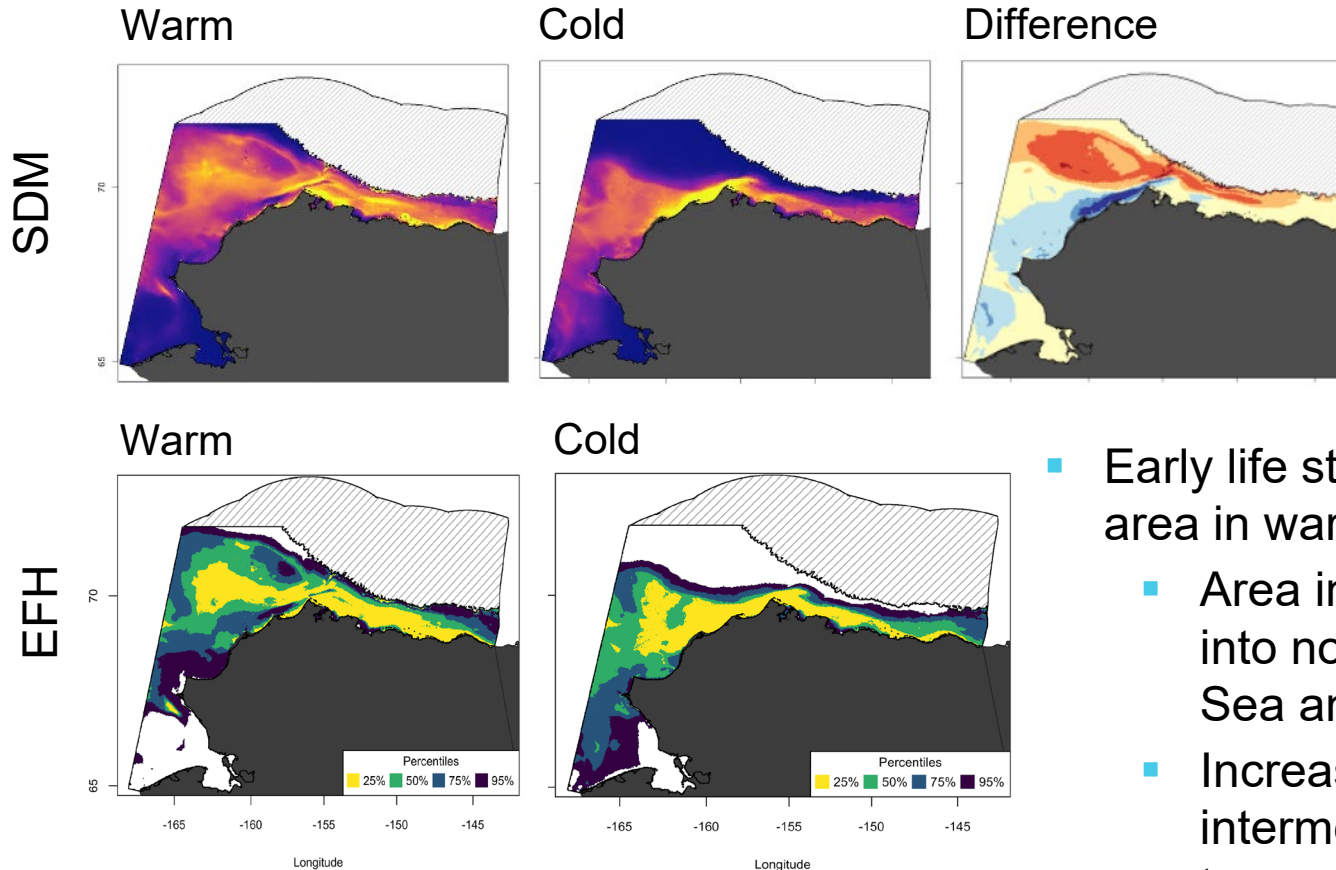 Warm
Cold
Difference
SDM
70
65
Warm
Cold
EFH
70
65
Percentiles
25% 50% 75% 95%
-165 -160 -155 -150 -145
Longitude
Percentiles
25% 50% 75% 95%
-165 -160 -155 -150 -145
Longitude
Early life st
area in war
Area in
into no
Sea an
Increas
interme